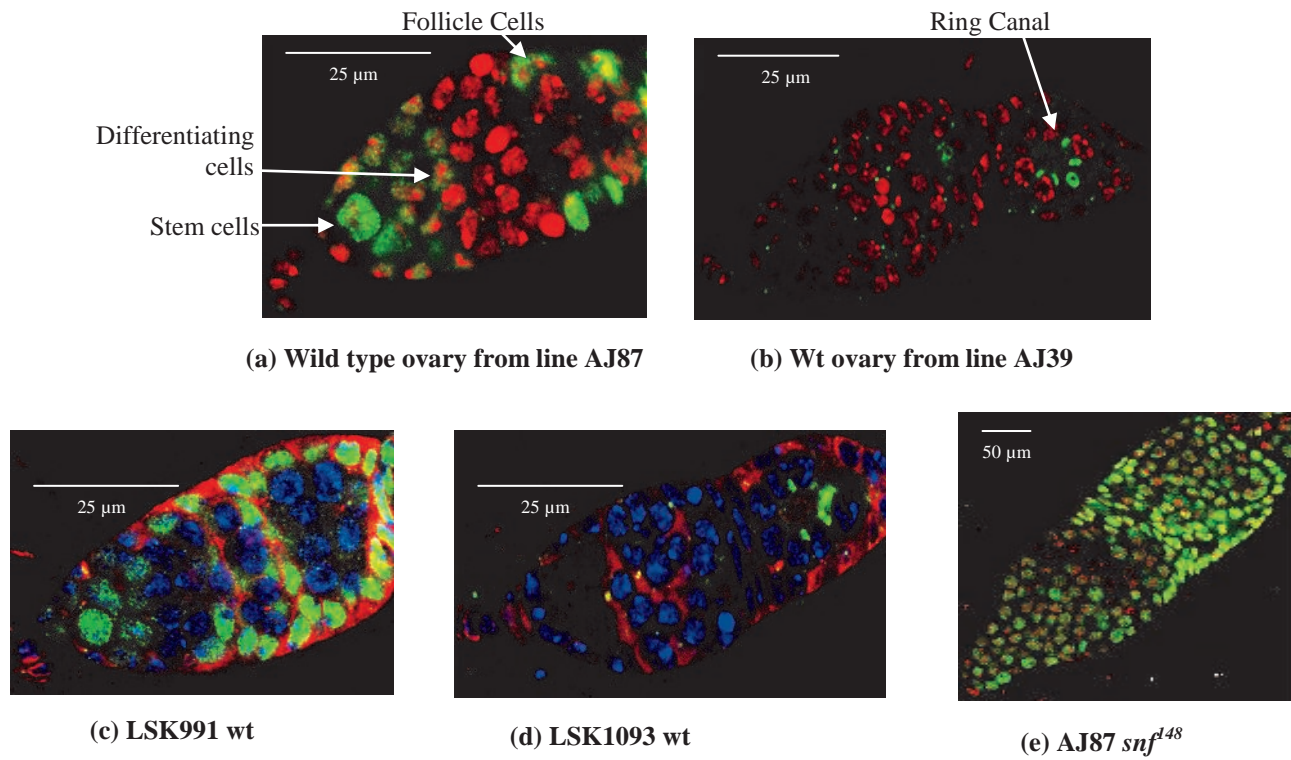 Follicle Cells
Ring Canal
25 µm
25 µm
Differentiating
cells
Stem cells
(a) Wild type ovary from line AJ87
(b) Wt ovary from line AJ39
25 µm
25 µm
50 µm
(c) LSK991 wt
(d) LSK1093 wt
(e) AJ87 snf¹⁴⁸